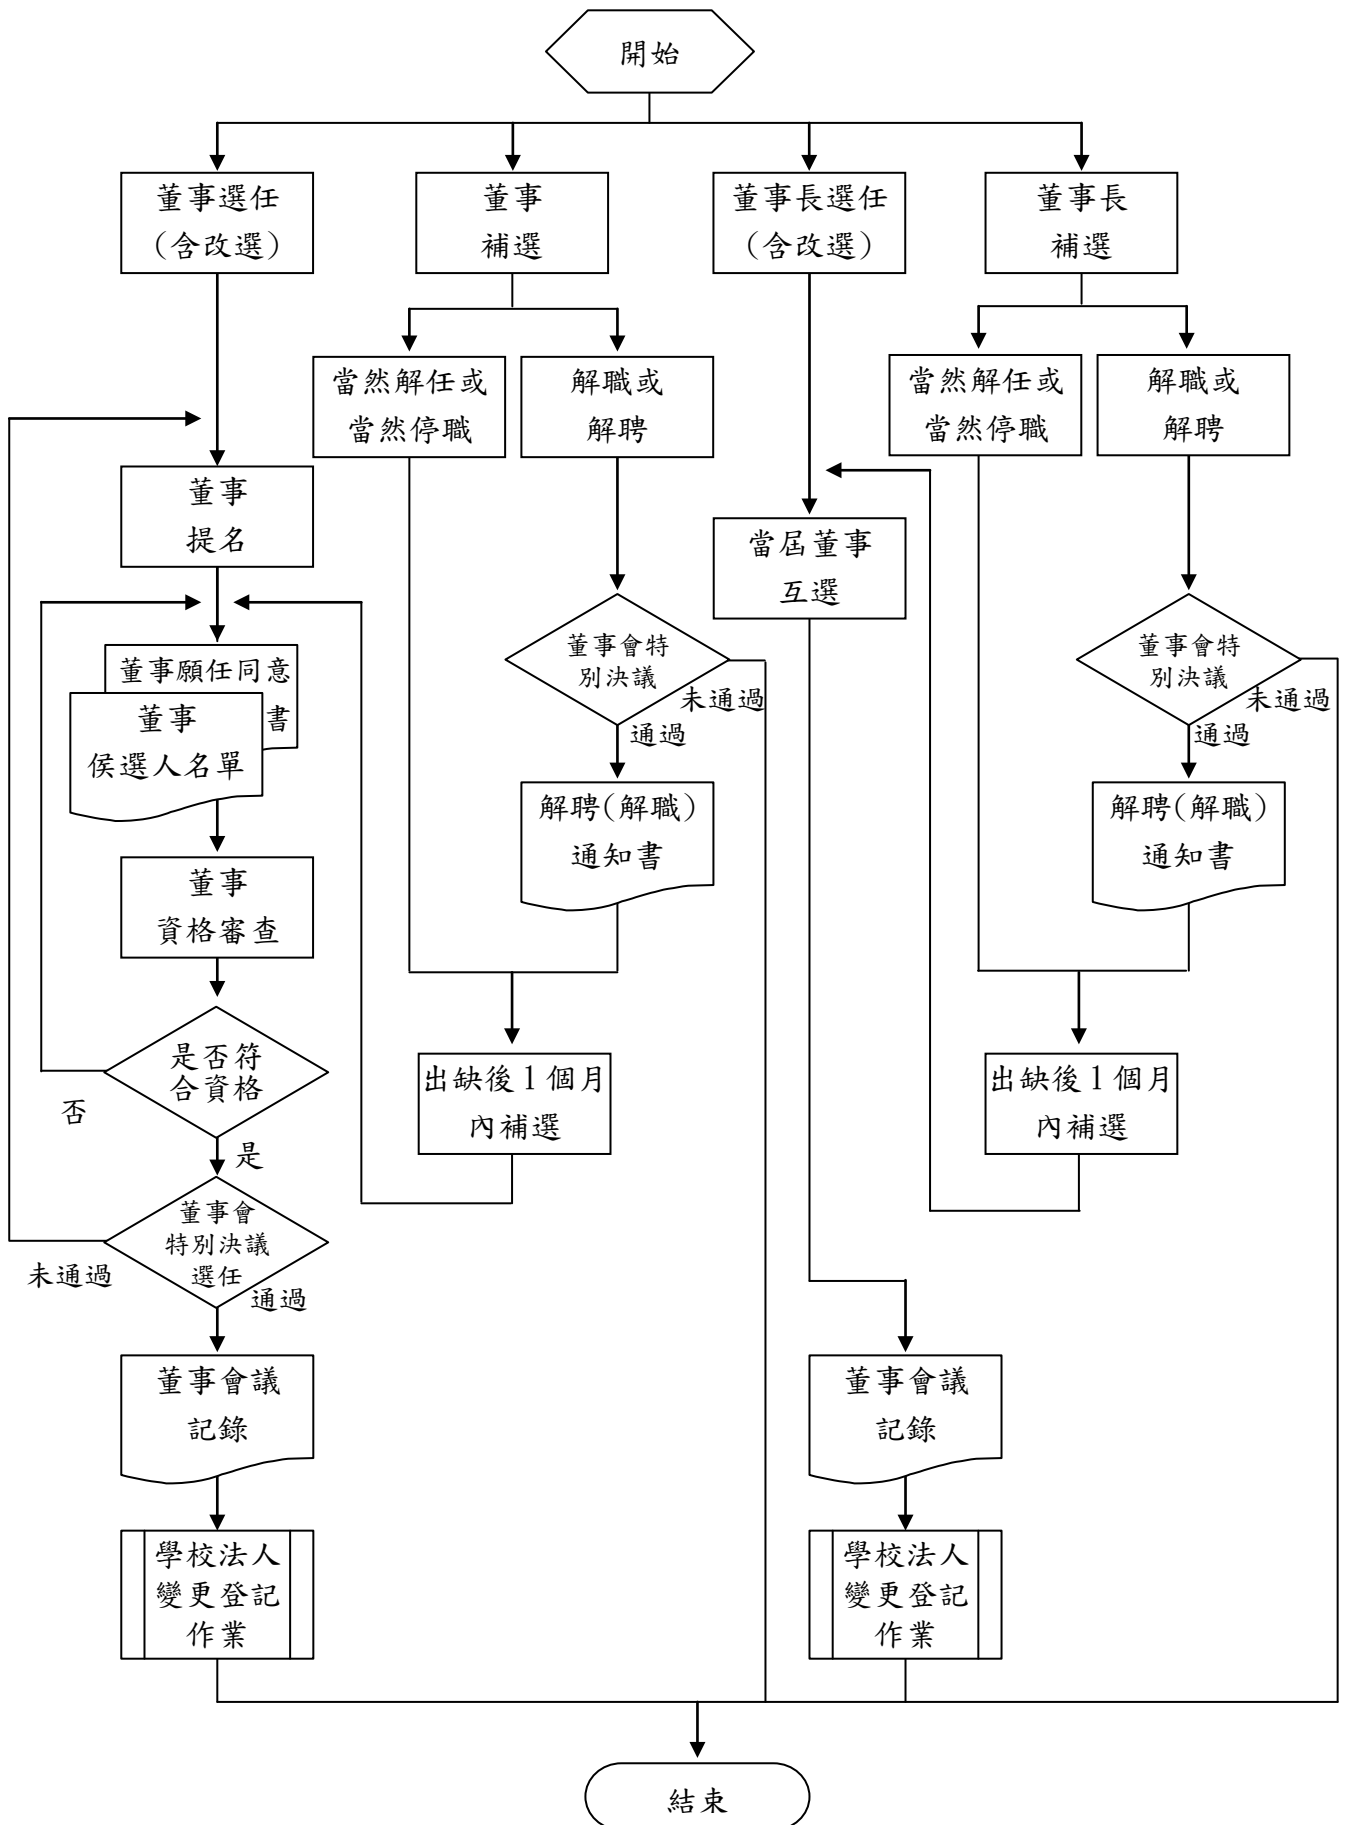 開始
董事選任
(含改選)
董事
補選
董事長選任
(含改選)
董事長
補選
當然解任或
當然停職
解職或
解聘
當然解任或
當然停職
解職或
解聘
董事
提名
當屆董事
互選
董事願任同意
書
董事
侯選人名單
董事會特
別決議
未通過
通過
董事會特
別決議
未通過
通過
解聘(解職)
通知書
解聘(解職)
通知書
董事
資格審查
是否符
合資格
否
是
出缺後1個月
內補選
出缺後1個月
內補選
董事會
特別決議
選任
未通過
通過
董事會議
記錄
董事會議
記錄
學校法人
變更登記
作業
學校法人
變更登記
作業
結束